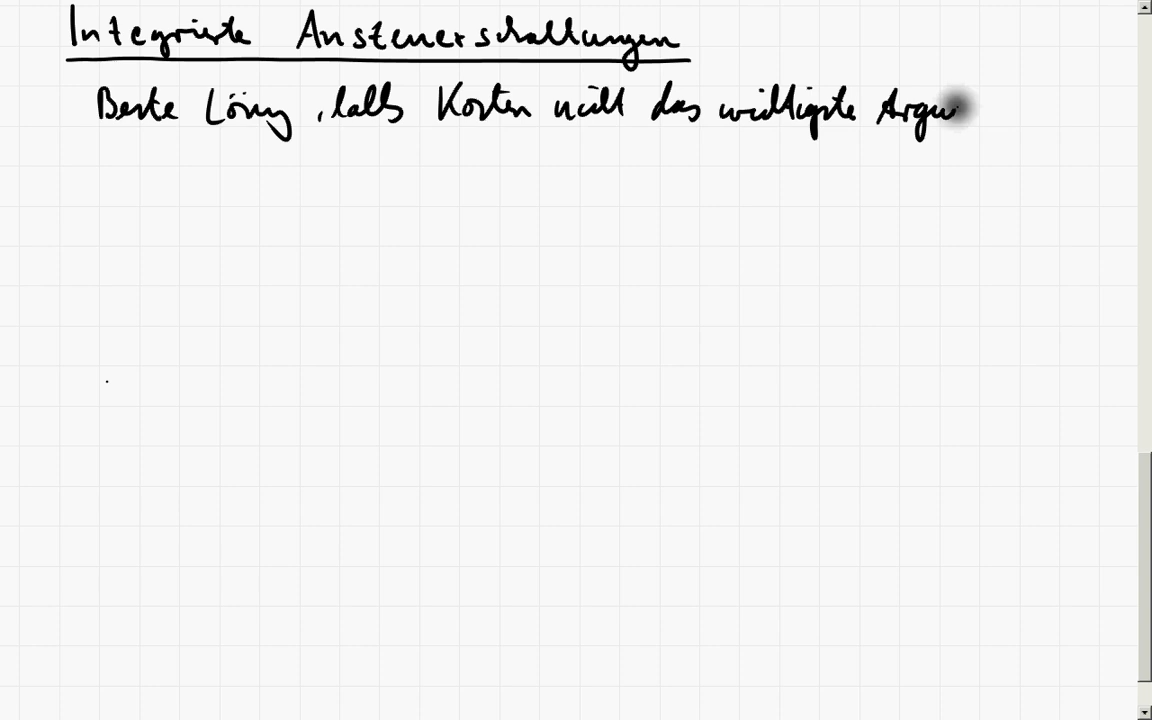 Integrierte Ansteuerschaltungen
Beste Lösung, falls Kosten nicht das wichtigste Argu